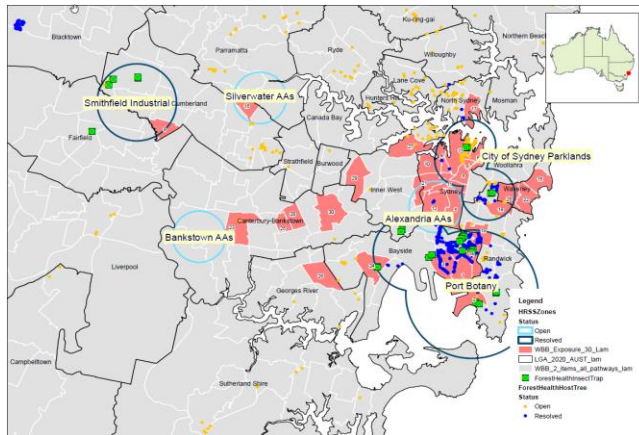 Blacktown
Parramatta
Ku-ring-gai
Northern Beach
Ryde
Willoughby
Lane Cove
Hunters Hill
North Sydney
Mosman
Smithfield Industrial
Cumberland
Silverwater AAs
Canada Bay
Fairfield
Strathfield
Burwood
City of Sydney Parklands
Woollahra
Inner West
Sydney
Waverley
Canterbury-Bankstown
Alexandria AAs
Bankstown AAs
Liverpool
Bayside
Randwick
Georges River
Port Botany
Campbelltown
Sutherland Shire
Legend
HRSSZones
Status
Open
Resolved
WBB_Exposure_30_Lam
LGA_2020_AUST_lam
WBB_2_items_all_pathways_lam
ForestHealthInsectTrap
ForestHealthHostTree
Status
Open
Resolved